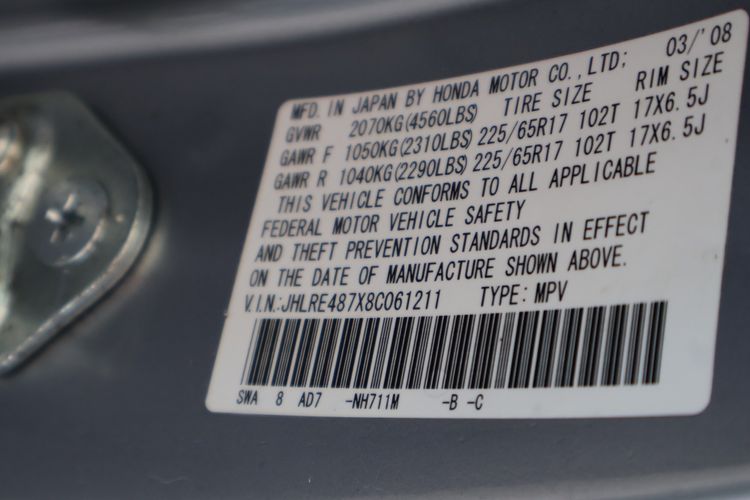 MFD. IN JAPAN BY HONDA MOTOR CO.,LTD; 03/'08
GVWR 2070KG(4560LBS) TIRE SIZE RIM SIZE
GAWR F 1050KG(2310LBS) 225/65R17 102T 17X6.5J
GAWR R 1040KG(2290LBS) 225/65R17 102T 17X6.5J
THIS VEHICLE CONFORMS TO ALL APPLICABLE
FEDERAL MOTOR VEHICLE SAFETY
AND THEFT PREVENTION STANDARDS IN EFFECT
ON THE DATE OF MANUFACTURE SHOWN ABOVE.
V.I.N.:JHLRE487X8C061211 TYPE: MPV
SWA 8 AD7 -NH711M -B -C